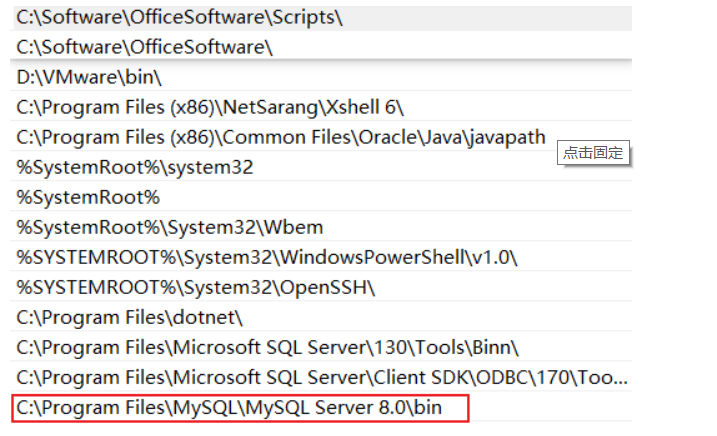 C:\Software\OfficeSoftware\Scripts\
C:\Software\OfficeSoftware\
D:\VMware\bin\
C:\Program Files (x86)\NetSarang\Xshell 6\
C:\Program Files (x86)\Common Files\Oracle\Java\javapath
点击固定
%SystemRoot%\system32
%SystemRoot%
%SystemRoot%\System32\Wbem
%SYSTEMROOT%\System32\WindowsPowerShell\v1.0\
%SYSTEMROOT%\System32\OpenSSH\
C:\Program Files\dotnet\
C:\Program Files\Microsoft SQL Server\130\Tools\Binn\
C:\Program Files\Microsoft SQL Server\Client SDK\ODBC\170\Too...
C:\Program Files\MySQL\MySQL Server 8.0\bin